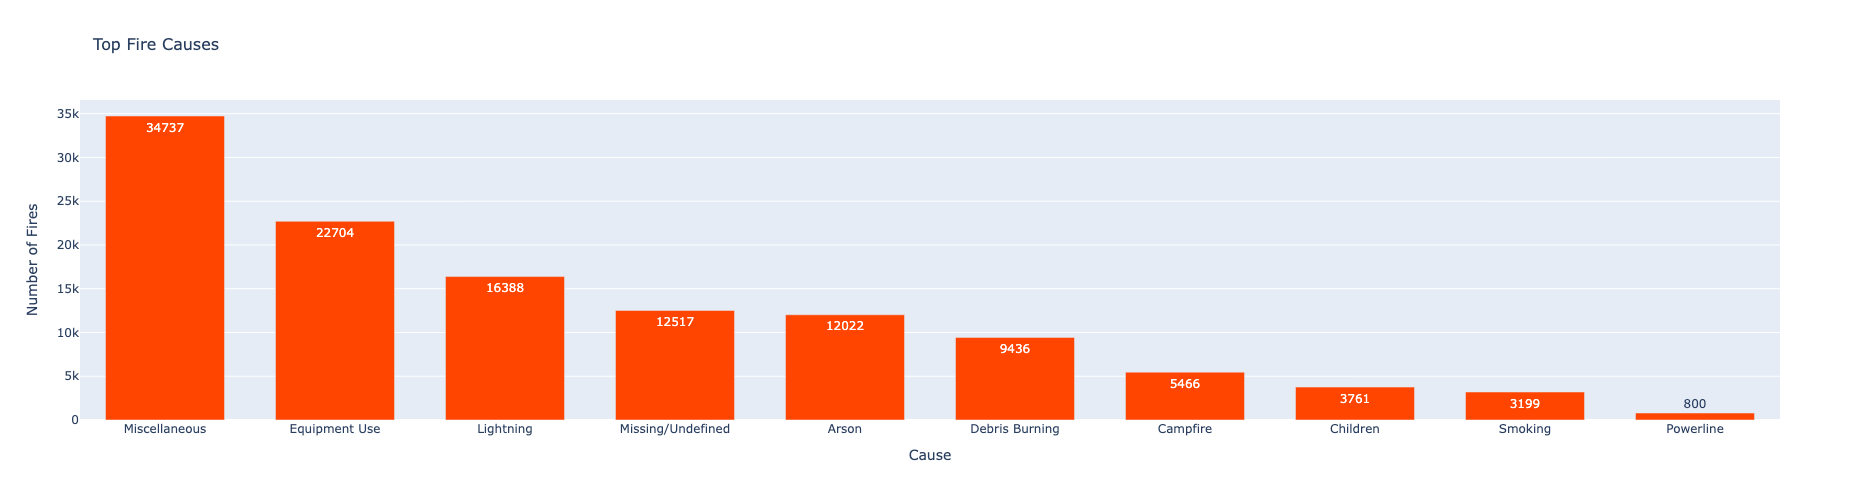 Top Fire Causes
35k
30k
25k
20k
15k
10k
5k
0
Number of Fires
34737
22704
16388
12517
12022
9436
5466
3761
3199
800
Miscellaneous
Equipment Use
Lightning
Missing/Undefined
Arson
Debris Burning
Campfire
Children
Smoking
Powerline
Cause